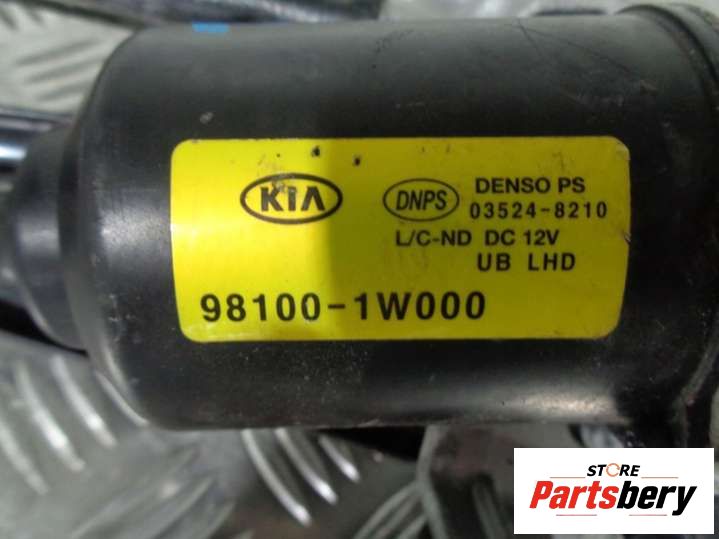 KIA
DNPS
DENSO PS
03524-8210
L/C-ND DC 12V
UB LHD
98100-1W000
STORE
Partsbery